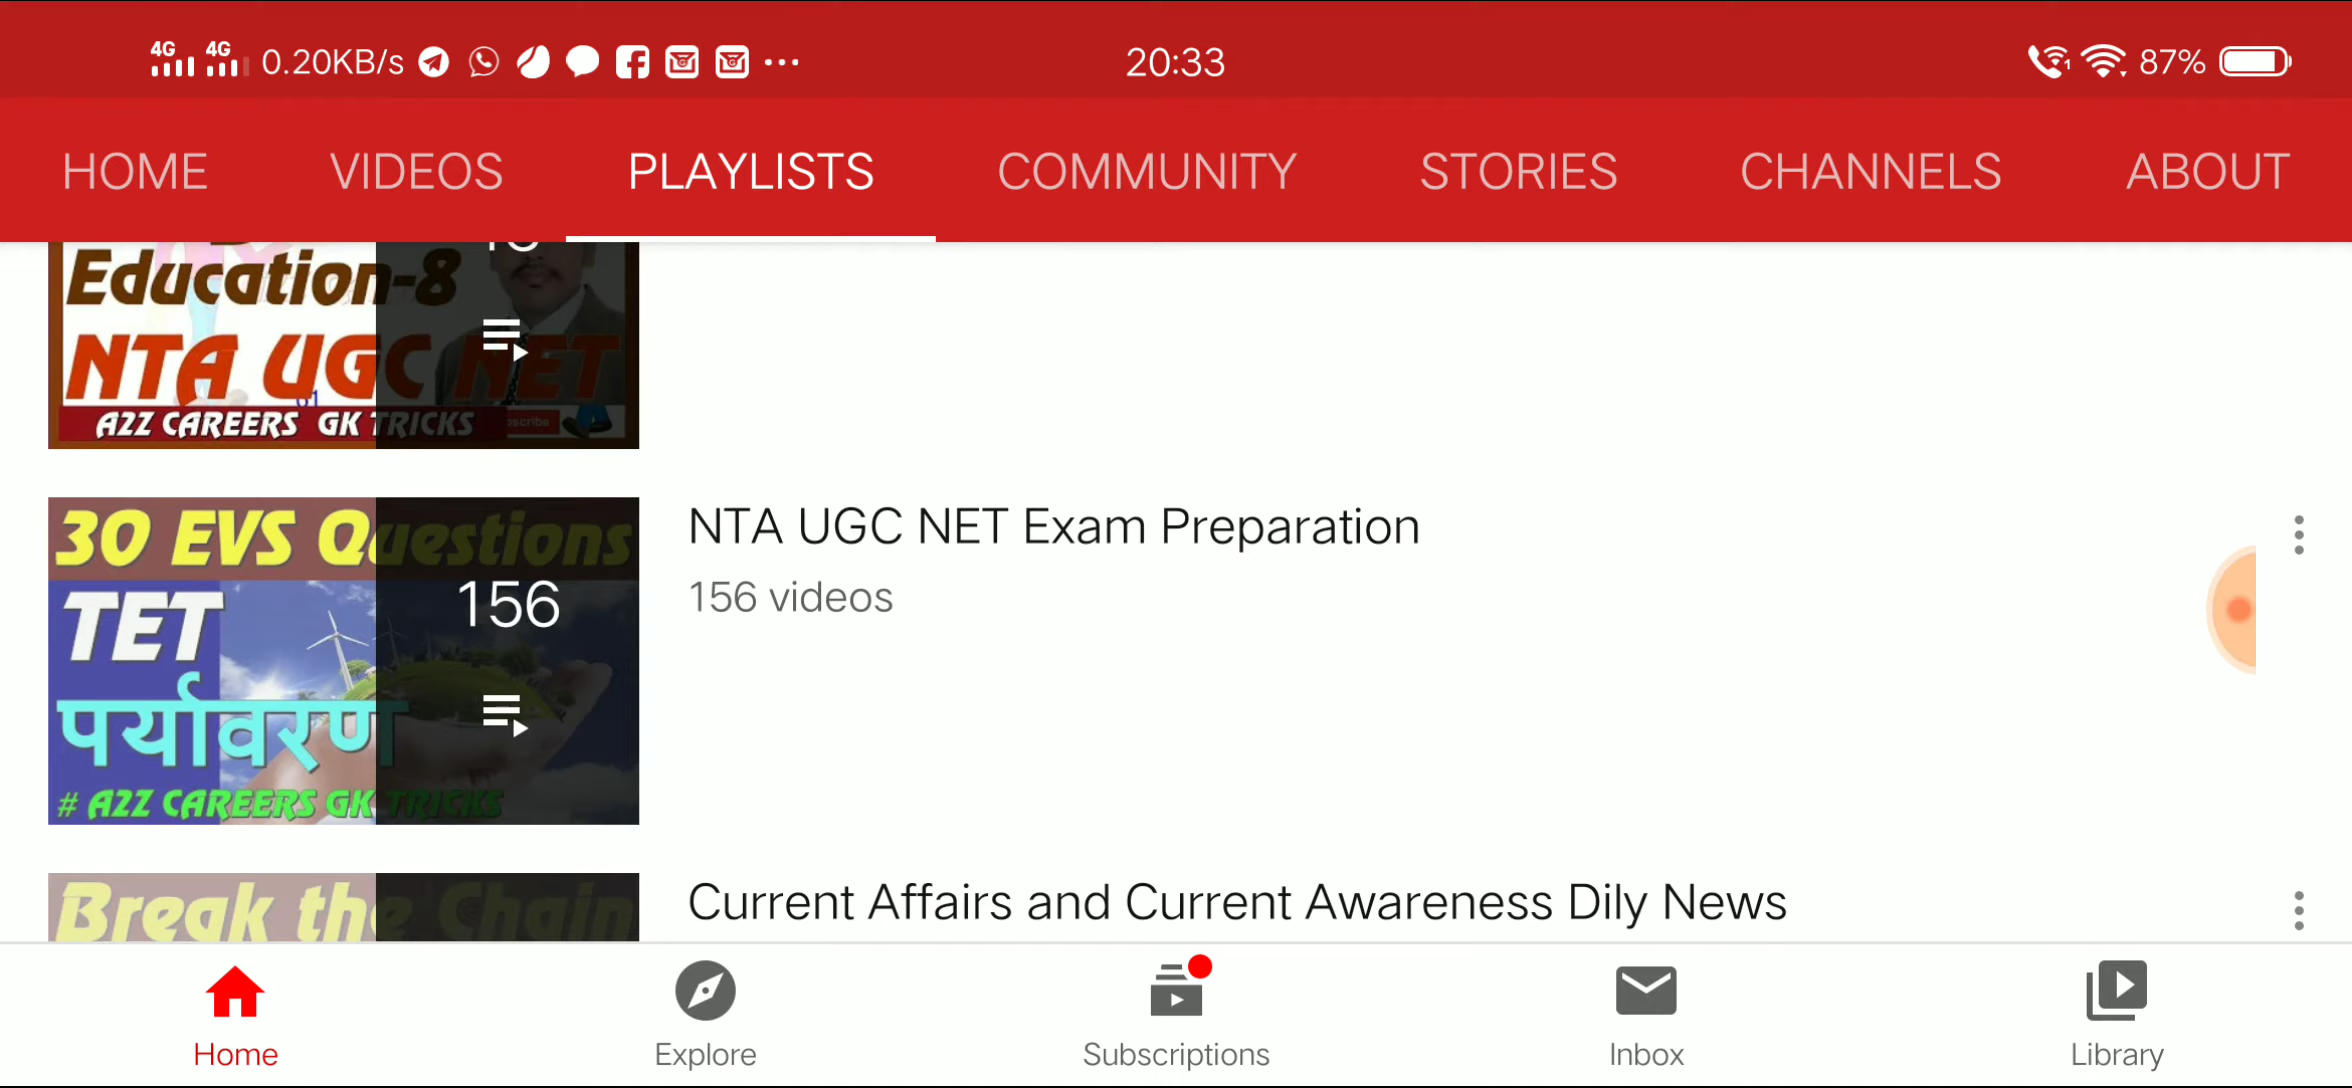 4G 4G 0.20KB/s 20:33 87%
HOME VIDEOS PLAYLISTS COMMUNITY STORIES CHANNELS ABOUT
Education-8
NTA UGC NET
A2Z CAREERS GK TRICKS
30 EVS Questions
TET
पर्यावरण
# A2Z CAREERS GK TRICKS
156
NTA UGC NET Exam Preparation
156 videos
Break the Chain
Current Affairs and Current Awareness Dily News
Home Explore Subscriptions Inbox Library